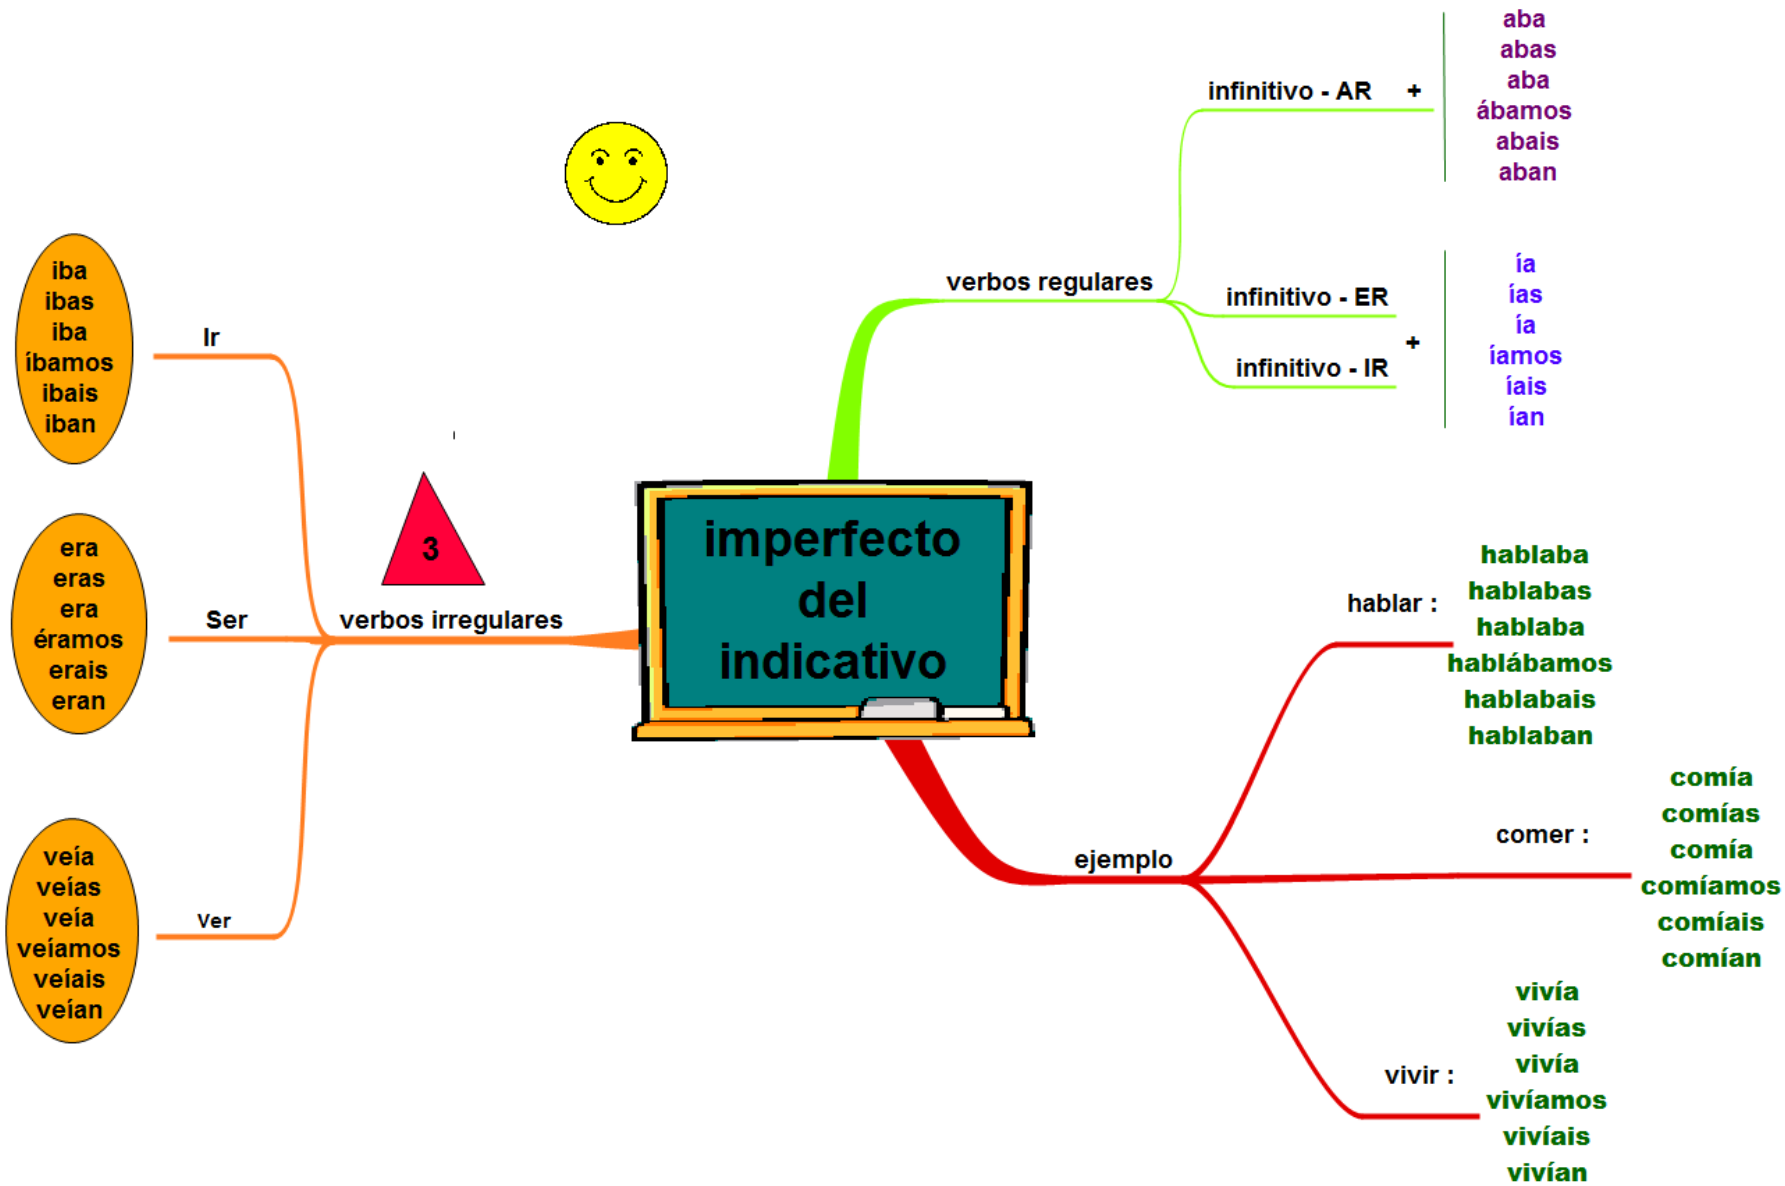 imperfecto
del
indicativo
verbos regulares
infinitivo - AR +
aba
abas
aba
ábamos
abais
aban
infinitivo - ER
infinitivo - IR
+
ía
ías
ía
íamos
íais
ían
verbos irregulares
3
Ir
iba
ibas
iba
íbamos
ibais
iban
Ser
era
eras
era
éramos
erais
eran
Ver
veía
veías
veía
veíamos
veíais
veían
ejemplo
hablar :
hablaba
hablabas
hablaba
hablábamos
hablabais
hablaban
comer :
comía
comías
comía
comíamos
comíais
comían
vivir :
vivía
vivías
vivía
vivíamos
vivíais
vivían